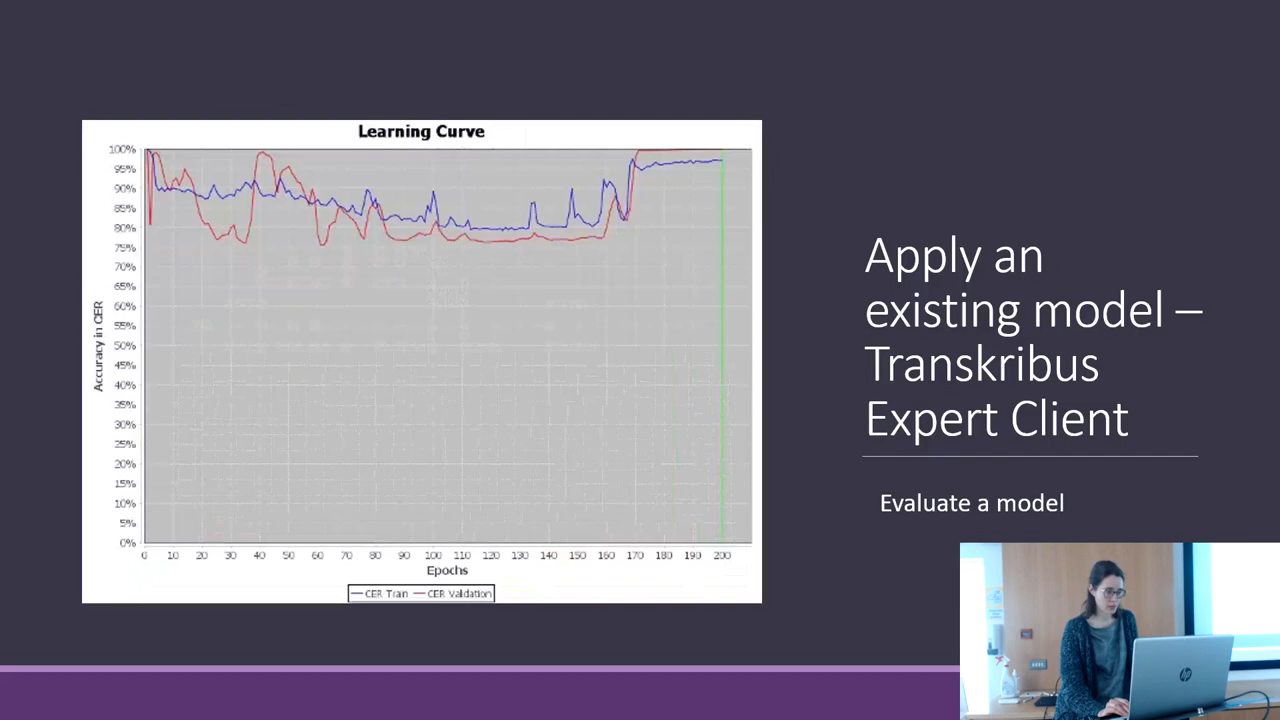 Learning Curve
100%
95%
90%
85%
80%
75%
70%
65%
60%
55%
50%
45%
40%
35%
30%
25%
20%
15%
10%
5%
0%
Accuracy in CER
0 10 20 30 40 50 60 70 80 90 100 110 120 130 140 150 160 170 180 190 200
Epochs
CER Train CER Validation
Apply an
existing model –
Transkribus
Expert Client
Evaluate a model
hp